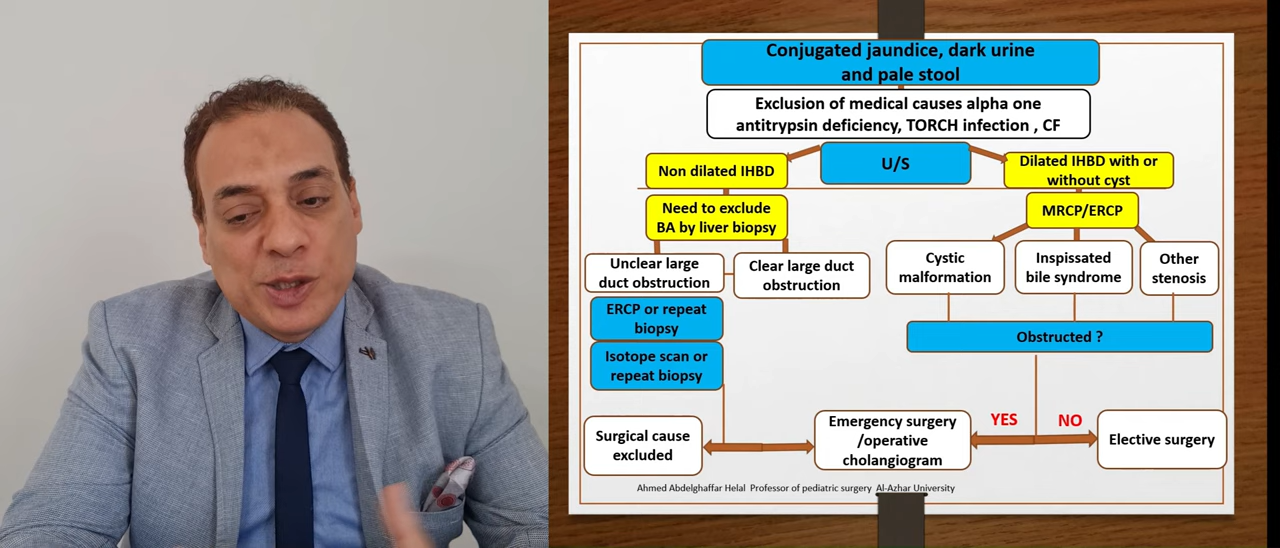 Conjugated jaundice, dark urine
and pale stool
Exclusion of medical causes alpha one
antitrypsin deficiency, TORCH infection , CF
U/S
Non dilated IHBD
Dilated IHBD with or
without cyst
Need to exclude
BA by liver biopsy
MRCP/ERCP
Unclear large
duct obstruction
Clear large duct
obstruction
Cystic
malformation
Inspissated
bile syndrome
Other
stenosis
ERCP or repeat
biopsy
Isotope scan or
repeat biopsy
Obstructed ?
YES
NO
Surgical cause
excluded
Emergency surgery
/operative
cholangiogram
Elective surgery
Ahmed Abdelghaffar Helal Professor of pediatric surgery Al-Azhar University